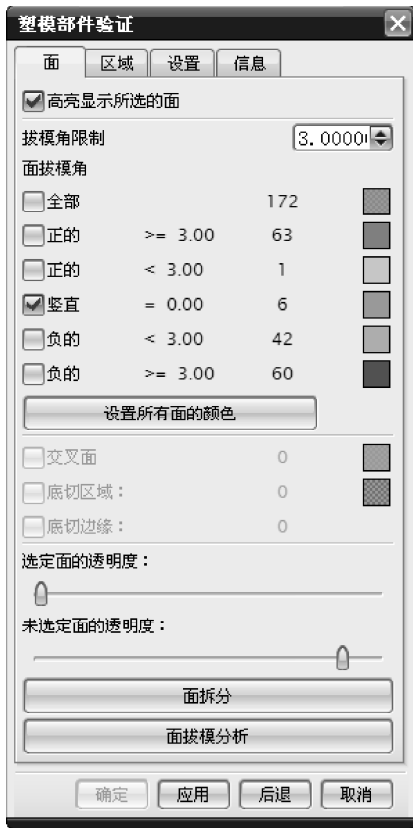 塑模部件验证
面 区域 设置 信息
高亮显示所选的面
拔模角限制 3.0000
面拔模角
全部 172
正的 >= 3.00 63
正的 < 3.00 1
竖直 = 0.00 6
负的 < 3.00 42
负的 >= 3.00 60
设置所有面的颜色
交叉面 0
底切区域： 0
底切边缘： 0
选定面的透明度：
未选定面的透明度：
面拆分
面拔模分析
确定 应用 后退 取消